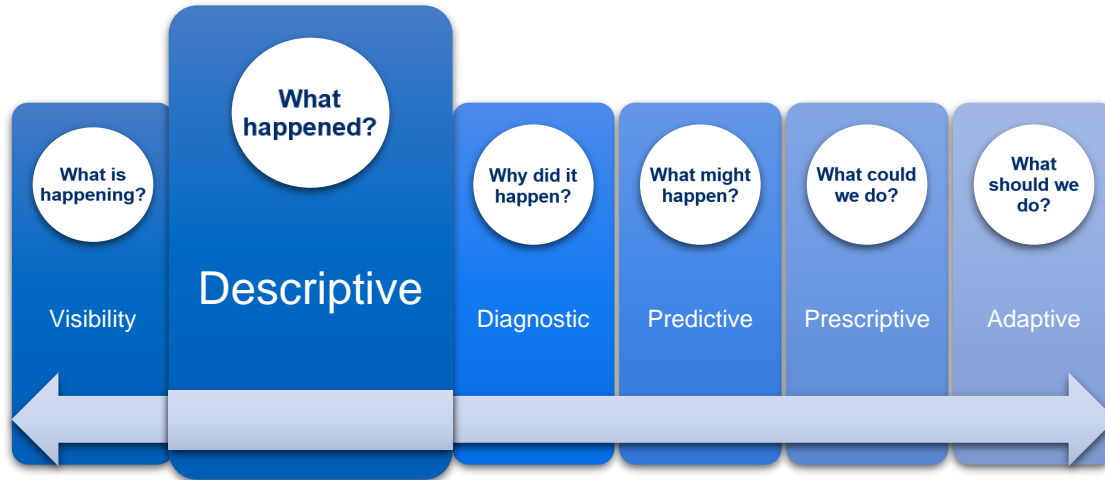 What is
happening?
Visibility
What
happened?
Descriptive
Why did it
happen?
Diagnostic
What might
happen?
Predictive
What could
we do?
Prescriptive
What
should we
do?
Adaptive